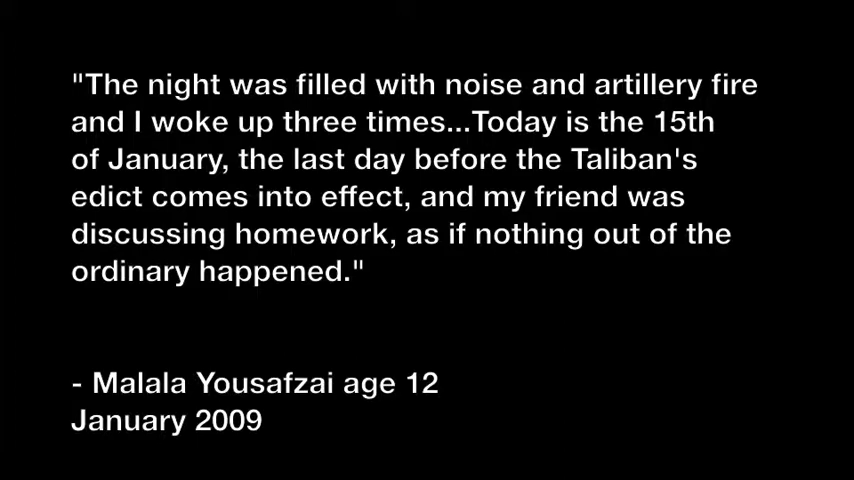 "The night was filled with noise and artillery fire
and I woke up three times...Today is the 15th
of January, the last day before the Taliban's
edict comes into effect, and my friend was
discussing homework, as if nothing out of the
ordinary happened."
- Malala Yousafzai age 12
January 2009